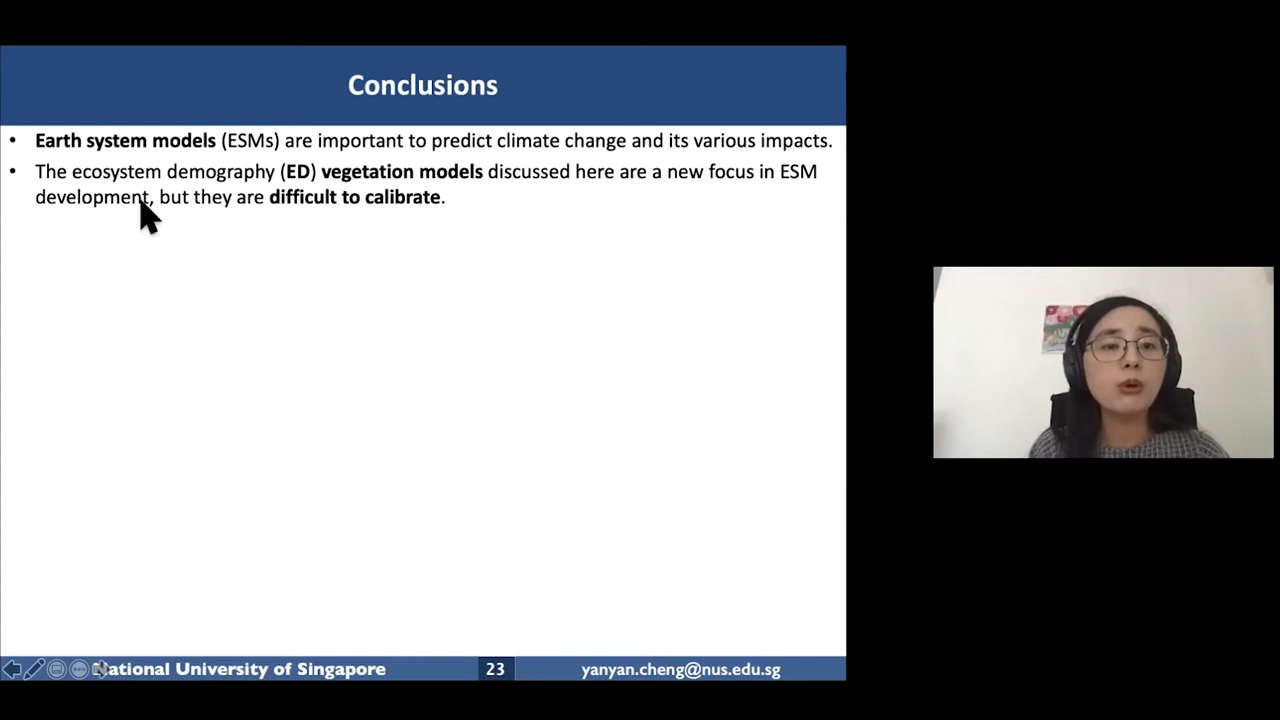 Conclusions
• Earth system models (ESMs) are important to predict climate change and its various impacts.
• The ecosystem demography (ED) vegetation models discussed here are a new focus in ESM
development, but they are difficult to calibrate.
National University of Singapore 23 yanyan.cheng@nus.edu.sg